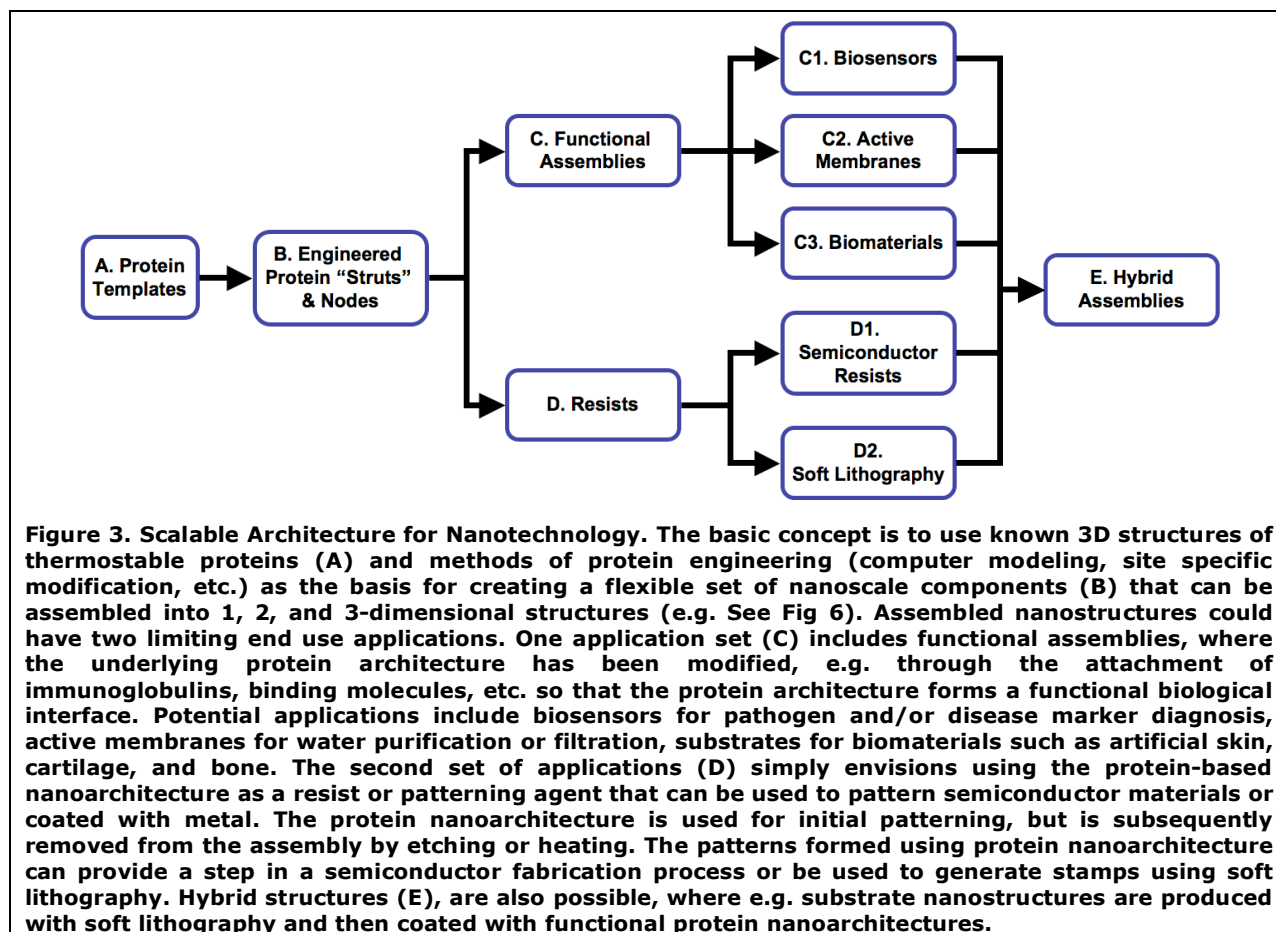 C1. Biosensors
C. Functional
Assemblies
C2. Active
Membranes
C3. Biomaterials
A. Protein
Templates
B. Engineered
Protein “Struts”
& Nodes
E. Hybrid
Assemblies
D1.
Semiconductor
Resists
D. Resists
D2.
Soft Lithography
Figure 3. Scalable Architecture for Nanotechnology. The basic concept is to use known 3D structures of
thermostable proteins (A) and methods of protein engineering (computer modeling, site specific
modification, etc.) as the basis for creating a flexible set of nanoscale components (B) that can be
assembled into 1, 2, and 3-dimensional structures (e.g. See Fig 6). Assembled nanostructures could
have two limiting end use applications. One application set (C) includes functional assemblies, where
the underlying protein architecture has been modified, e.g. through the attachment of
immunoglobulins, binding molecules, etc. so that the protein architecture forms a functional biological
interface. Potential applications include biosensors for pathogen and/or disease marker diagnosis,
active membranes for water purification or filtration, substrates for biomaterials such as artificial skin,
cartilage, and bone. The second set of applications (D) simply envisions using the protein-based
nanoarchitecture as a resist or patterning agent that can be used to pattern semiconductor materials or
coated with metal. The protein nanoarchitecture is used for initial patterning, but is subsequently
removed from the assembly by etching or heating. The patterns formed using protein nanoarchitecture
can provide a step in a semiconductor fabrication process or be used to generate stamps using soft
lithography. Hybrid structures (E), are also possible, where e.g. substrate nanostructures are produced
with soft lithography and then coated with functional protein nanoarchitectures.